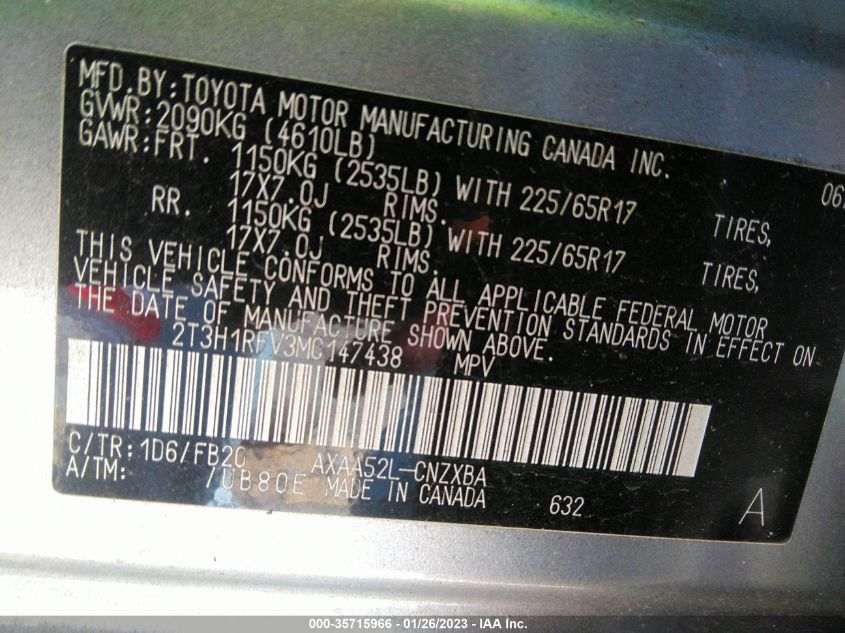 MFD.BY:TOYOTA MOTOR MANUFACTURING CANADA INC.
GVWR:2090KG (4610LB)
GAWR:FRT. 1150KG (2535LB) WITH 225/65R17 TIRES,
17X7.0J RIMS.
RR. 1150KG (2535LB) WITH 225/65R17 TIRES,
17X7.0J RIMS.
THIS VEHICLE CONFORMS TO ALL APPLICABLE FEDERAL MOTOR
VEHICLE SAFETY AND THEFT PREVENTION STANDARDS IN EFFECT ON
THE DATE OF MANUFACTURE SHOWN ABOVE.
2T3H1RFV3MC147438 MPV
C/TR:1D6/FB20 AXAA52L-CNZXBA
A/TM: /UB80E MADE IN CANADA 632 A
000-35715966 - 01/26/2023 - IAA Inc.